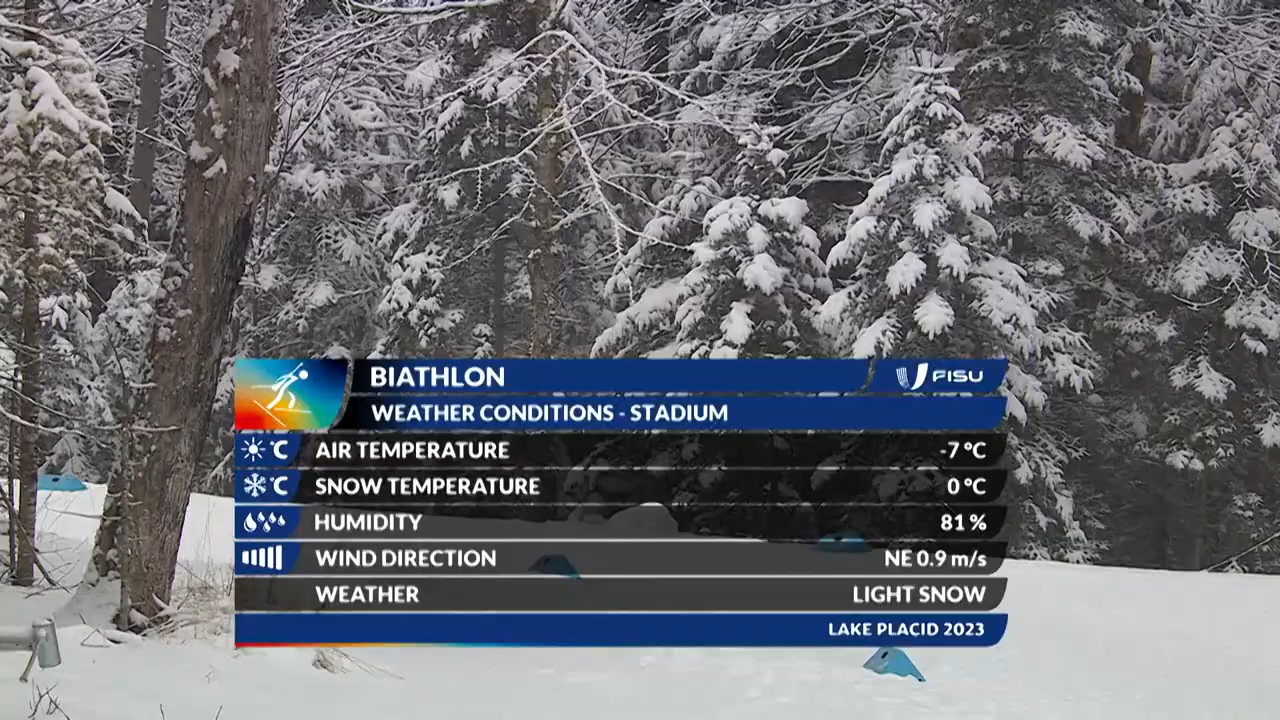 BIATHLON
FISU
WEATHER CONDITIONS - STADIUM
°C AIR TEMPERATURE -7 °C
°C SNOW TEMPERATURE 0 °C
HUMIDITY 81 %
WIND DIRECTION NE 0.9 m/s
WEATHER LIGHT SNOW
LAKE PLACID 2023